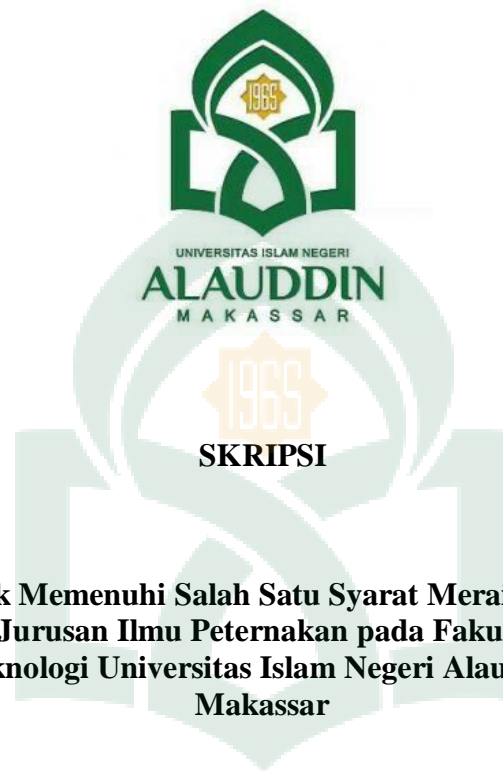 1965
UNIVERSITAS ISLAM NEGERI
ALAUDDIN
MAKASSAR
1965
SKRIPSI
Memenuhi Salah Satu Syarat
Jurusan Ilmu Peternakan pada
Universitas Islam Negeri
Makassar